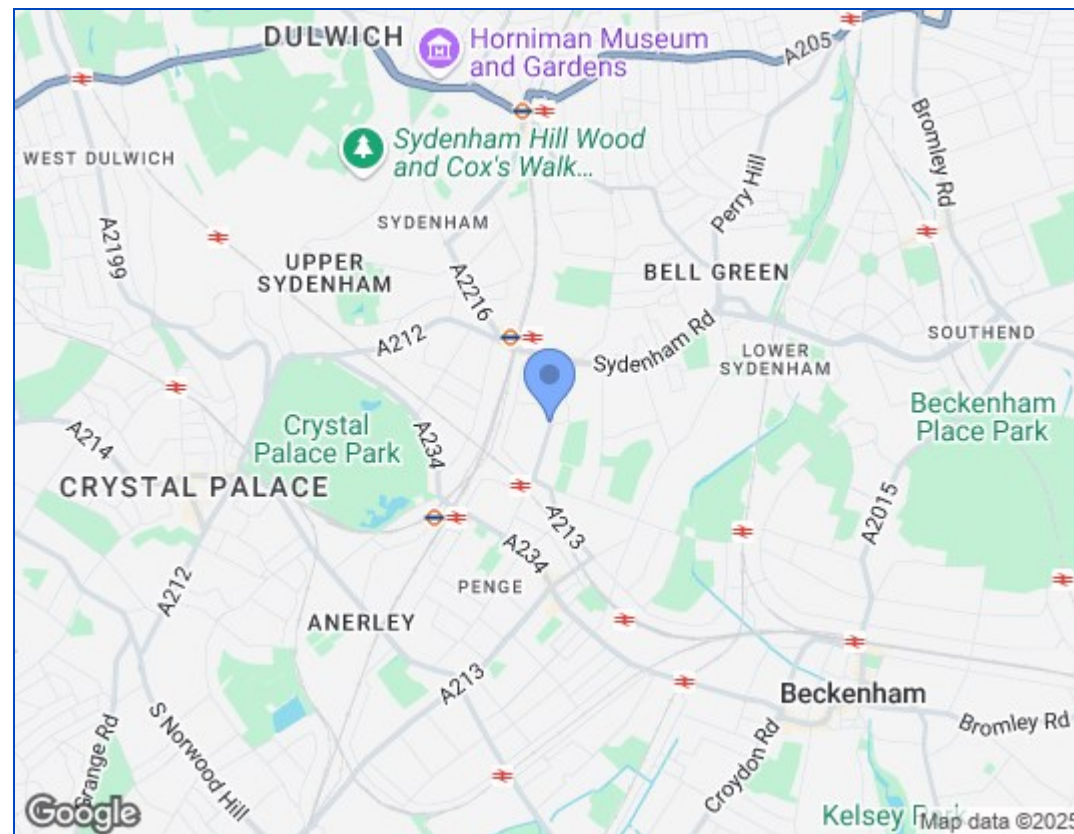 DULWICH
Horniman Museum
and Gardens
A205
Sydenham Hill Wood
and Cox's Walk...
WEST DULWICH
Bromley Rd
Perry Hill
SYDENHAM
A2199
UPPER
SYDENHAM
A2216
BELL GREEN
A212
Sydenham Rd
SOUTHEND
LOWER
SYDENHAM
Crystal
Palace Park
Beckenham
Place Park
A214
A234
CRYSTAL PALACE
A2015
A213
A234
A212
PENGE
ANERLEY
A213
Beckenham
Bromley Rd
S Norwood Hill
Grange Rd
Croydon Rd
Google
Kelsey Park
Map data ©2025